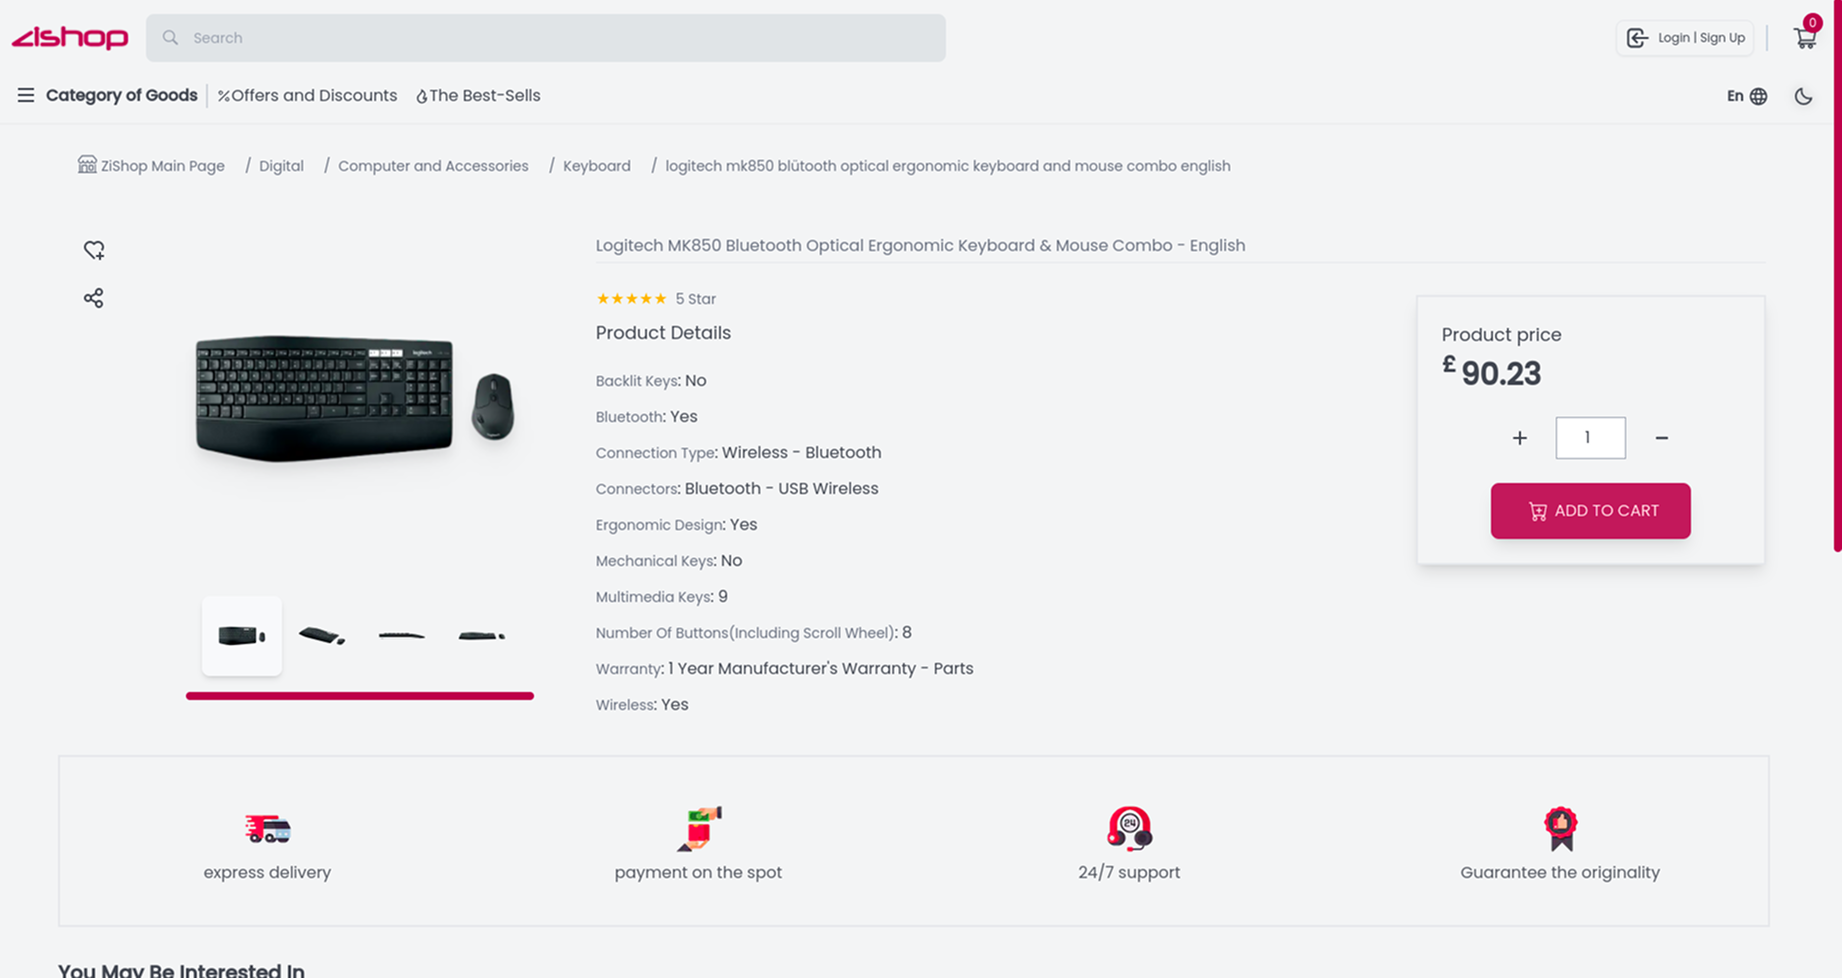 zishop
Search
Login | Sign Up
0
Category of Goods
%Offers and Discounts
The Best-Sells
En
ZiShop Main Page / Digital / Computer and Accessories / Keyboard / logitech mk850 blütooth optical ergonomic keyboard and mouse combo english
Logitech MK850 Bluetooth Optical Ergonomic Keyboard & Mouse Combo - English
5 Star
Product Details
Backlit Keys: No
Bluetooth: Yes
Connection Type: Wireless - Bluetooth
Connectors: Bluetooth - USB Wireless
Ergonomic Design: Yes
Mechanical Keys: No
Multimedia Keys: 9
Number Of Buttons(Including Scroll Wheel): 8
Warranty: 1 Year Manufacturer's Warranty - Parts
Wireless: Yes
Product price
£ 90.23
+ 1 -
ADD TO CART
express delivery
payment on the spot
24
24/7 support
Guarantee the originality
You May Be Interested In